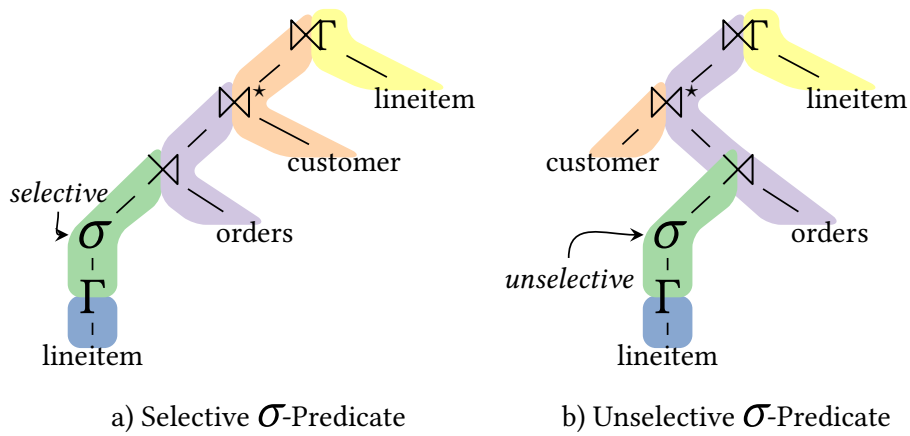 ⋈Γ ⋈Γ
lineitem lineitem
⋈* ⋈*
customer customer
⋉ ⋊
selective
σ orders σ orders
unselective
Γ Γ
lineitem lineitem
a) Selective σ-Predicate b) Unselective σ-Predicate